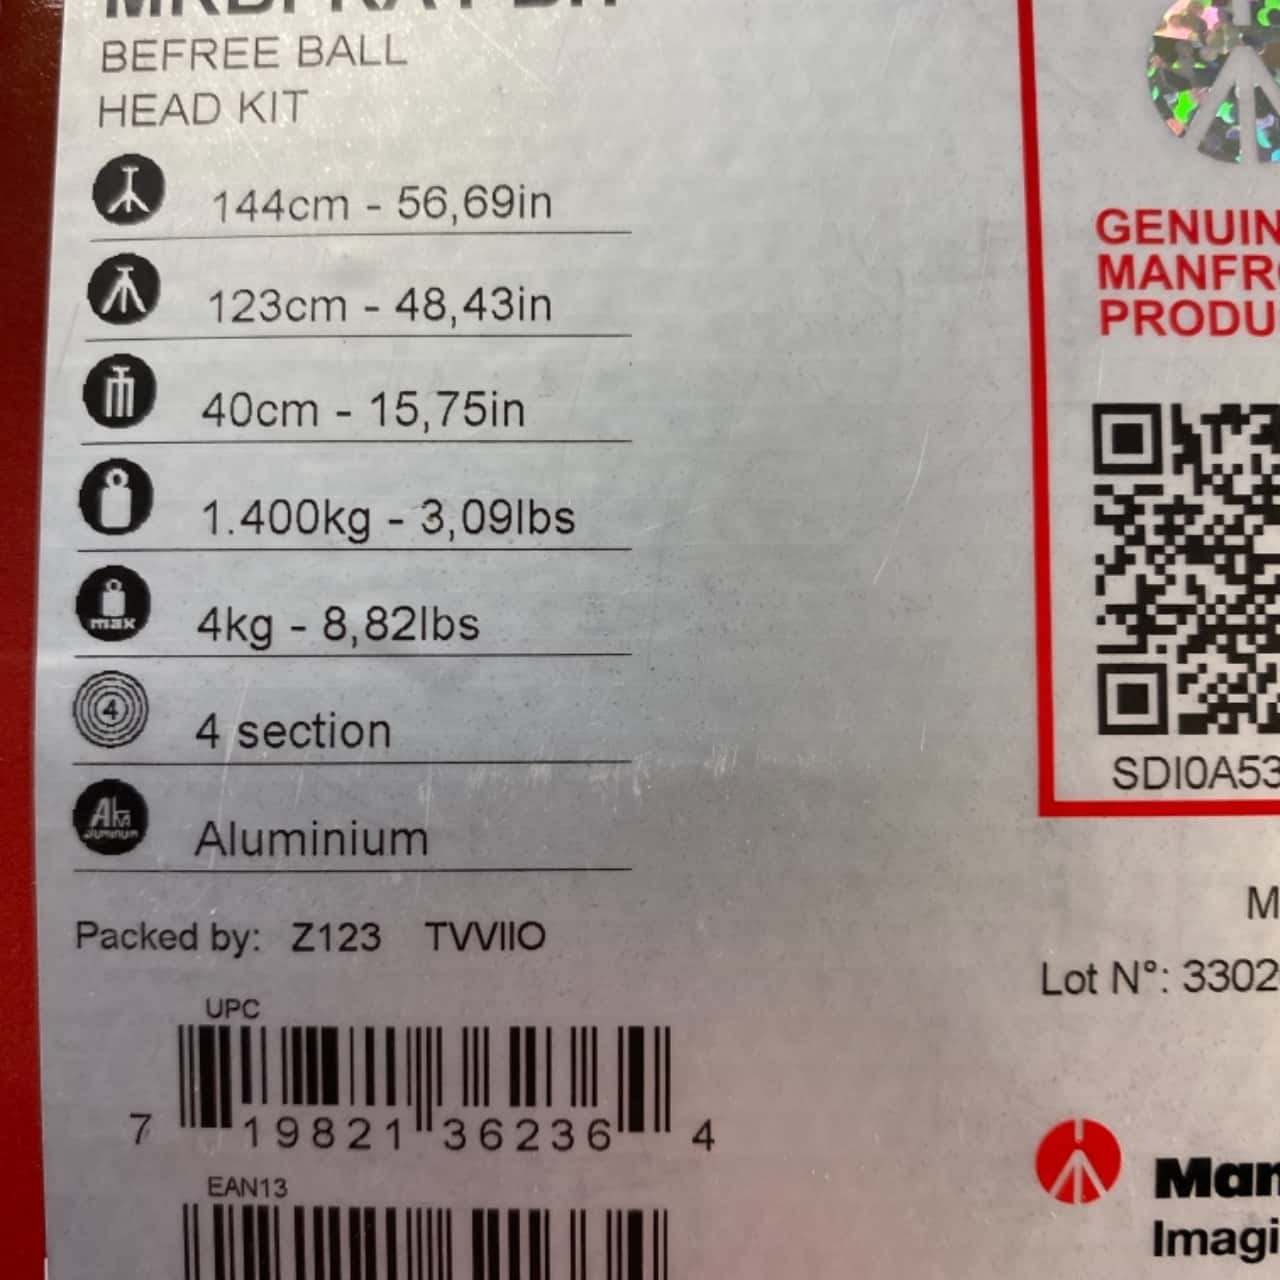 BEFREE BALL
HEAD KIT
144cm - 56,69in
123cm - 48,43in
40cm - 15,75in
1.400kg - 3,09lbs
max
4kg - 8,82lbs
4
4 section
Aluminium
Packed by: Z123 TVVIIO
UPC
7 19821 36236 4
EAN13
GENUIN
MANFR
PRODU
SDI0A53
M
Lot N°: 3302
Man
Imagi